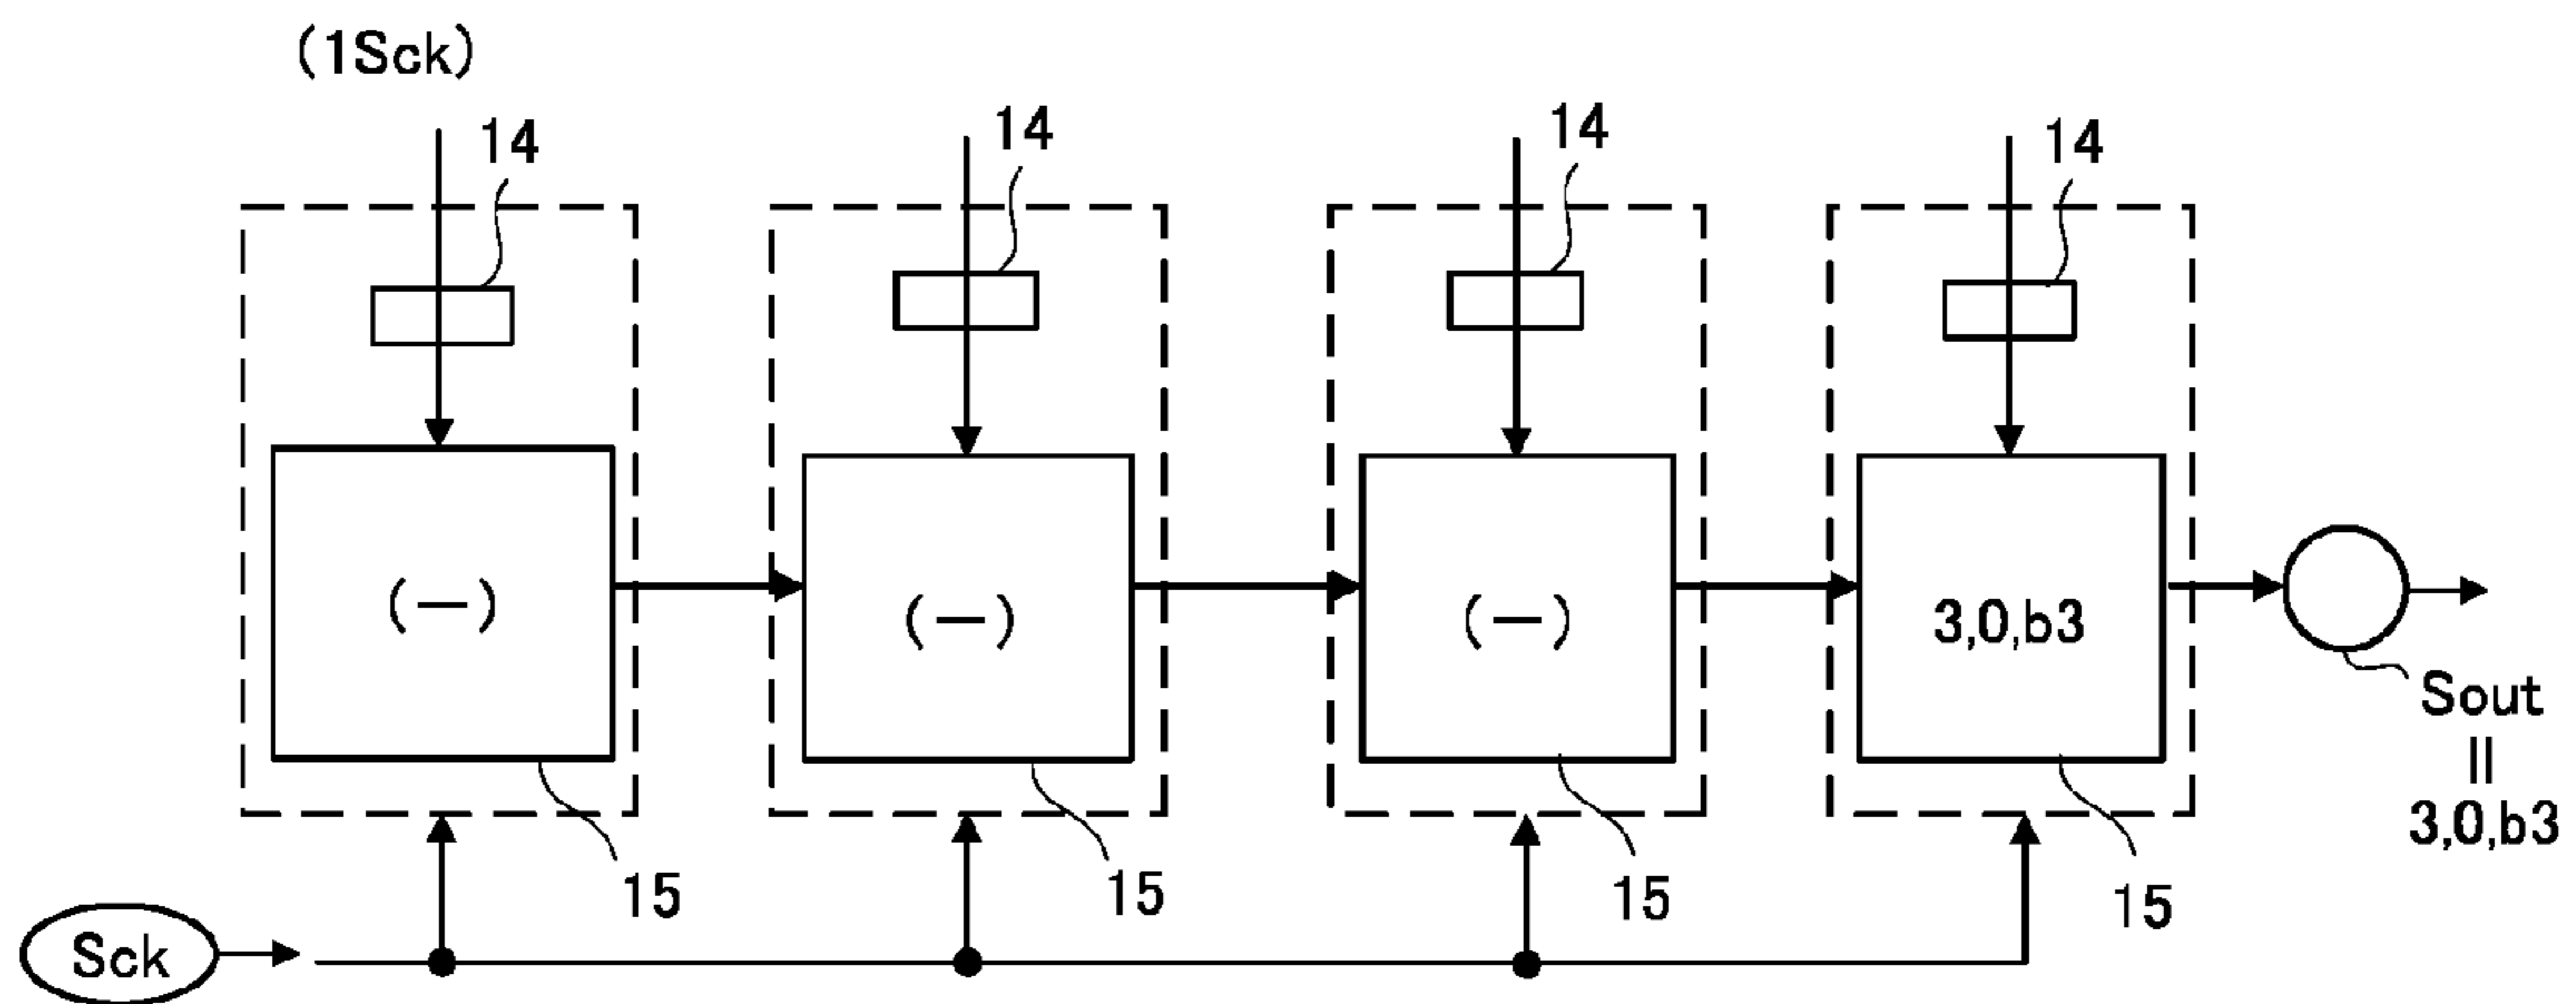 (1Sck)
14 14 14 14
(—) (—) (—) 3,0,b3
Sout
=
3,0,b3
15 15 15 15
Sck